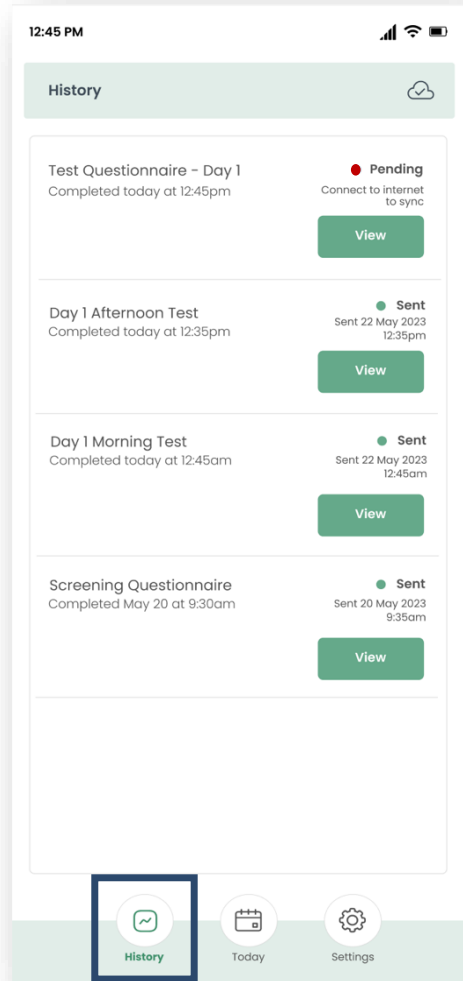 12:45 PM
History
Test Questionnaire - Day 1
Completed today at 12:45pm
Pending
Connect to internet
to sync
View
Day 1 Afternoon Test
Completed today at 12:35pm
Sent
Sent 22 May 2023
12:35pm
View
Day 1 Morning Test
Completed today at 12:45am
Sent
Sent 22 May 2023
12:45am
View
Screening Questionnaire
Completed May 20 at 9:30am
Sent
Sent 20 May 2023
9:35am
View
History
Today
Settings